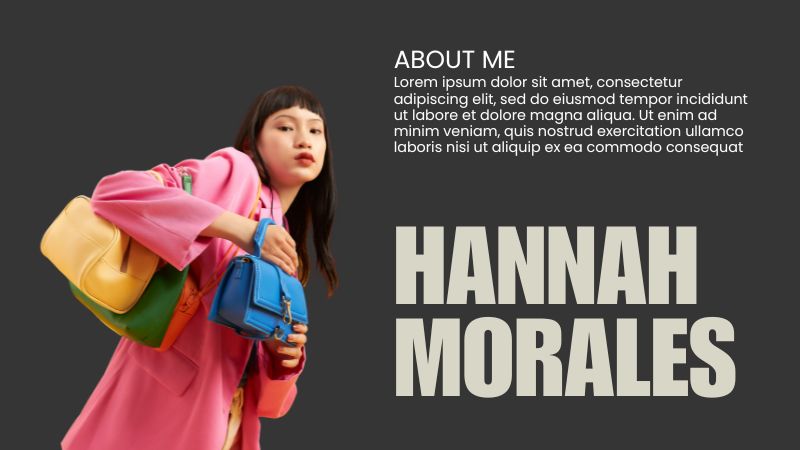 ABOUT ME
Lorem ipsum dolor sit amet, consectetur
adipiscing elit, sed do eiusmod tempor incididunt
ut labore et dolore magna aliqua. Ut enim ad
minim veniam, quis nostrud exercitation ullamco
laboris nisi ut aliquip ex ea commodo consequat
HANNAH
MORALES